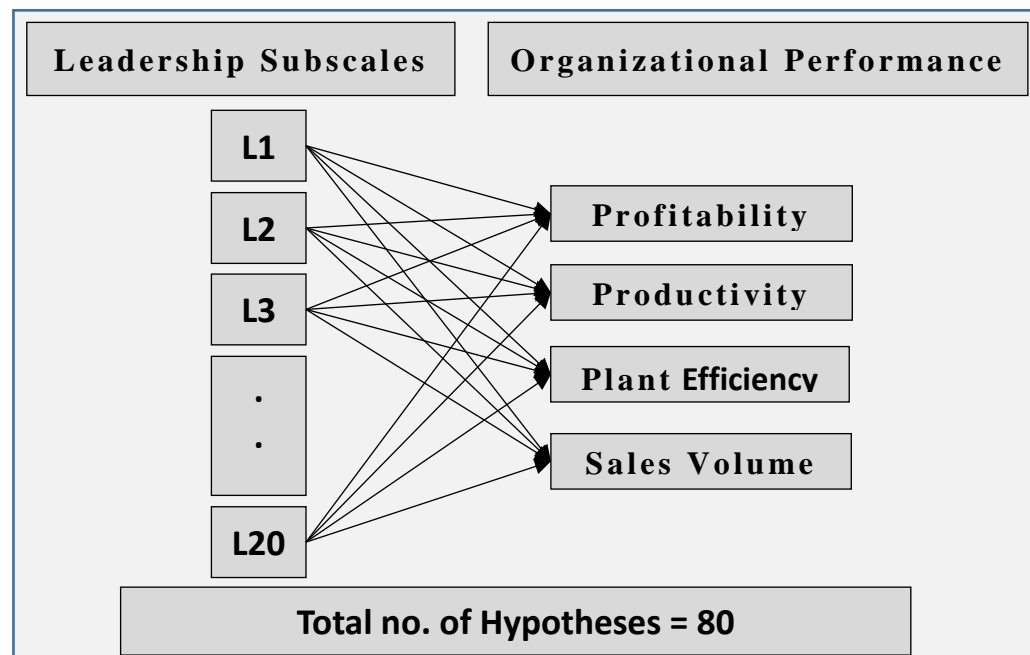 Leadership Subscales
Organizational Performance
L1
L2
L3
.
.
L20
Profitability
Productivity
Plant Efficiency
Sales Volume
Total no. of Hypotheses = 80